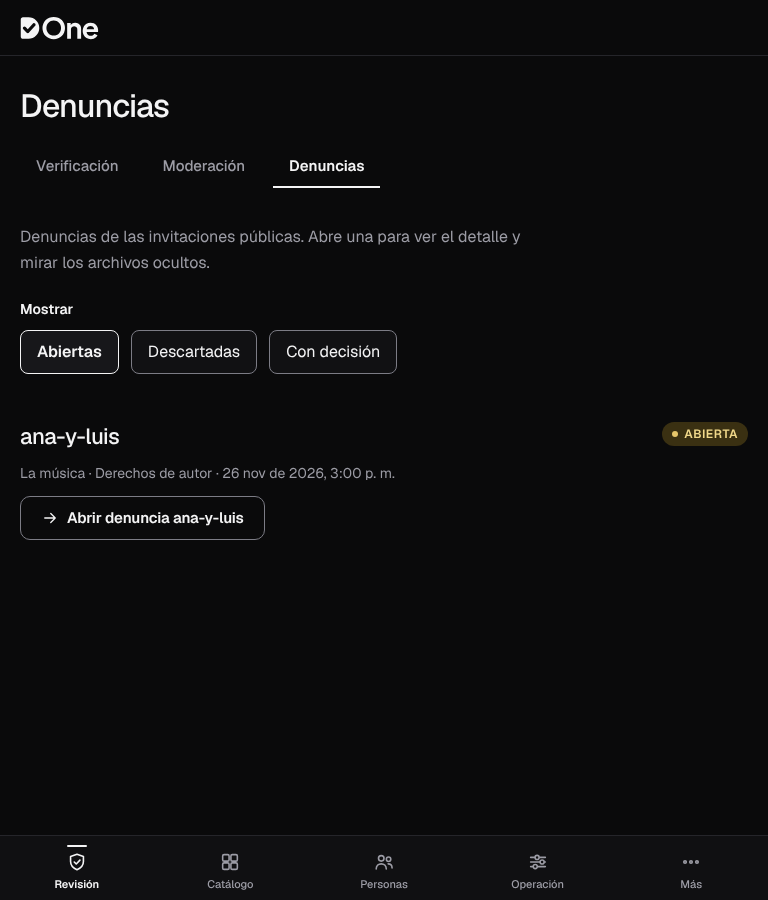 DOne
Denuncias
Verificación Moderación Denuncias
Denuncias de las invitaciones públicas. Abre una para ver el detalle y
mirar los archivos ocultos.
Mostrar
Abiertas Descartadas Con decisión
ana-y-luis ABIERTA
La música · Derechos de autor · 26 nov de 2026, 3:00 p. m.
→ Abrir denuncia ana-y-luis
Revisión Catálogo Personas Operación Más